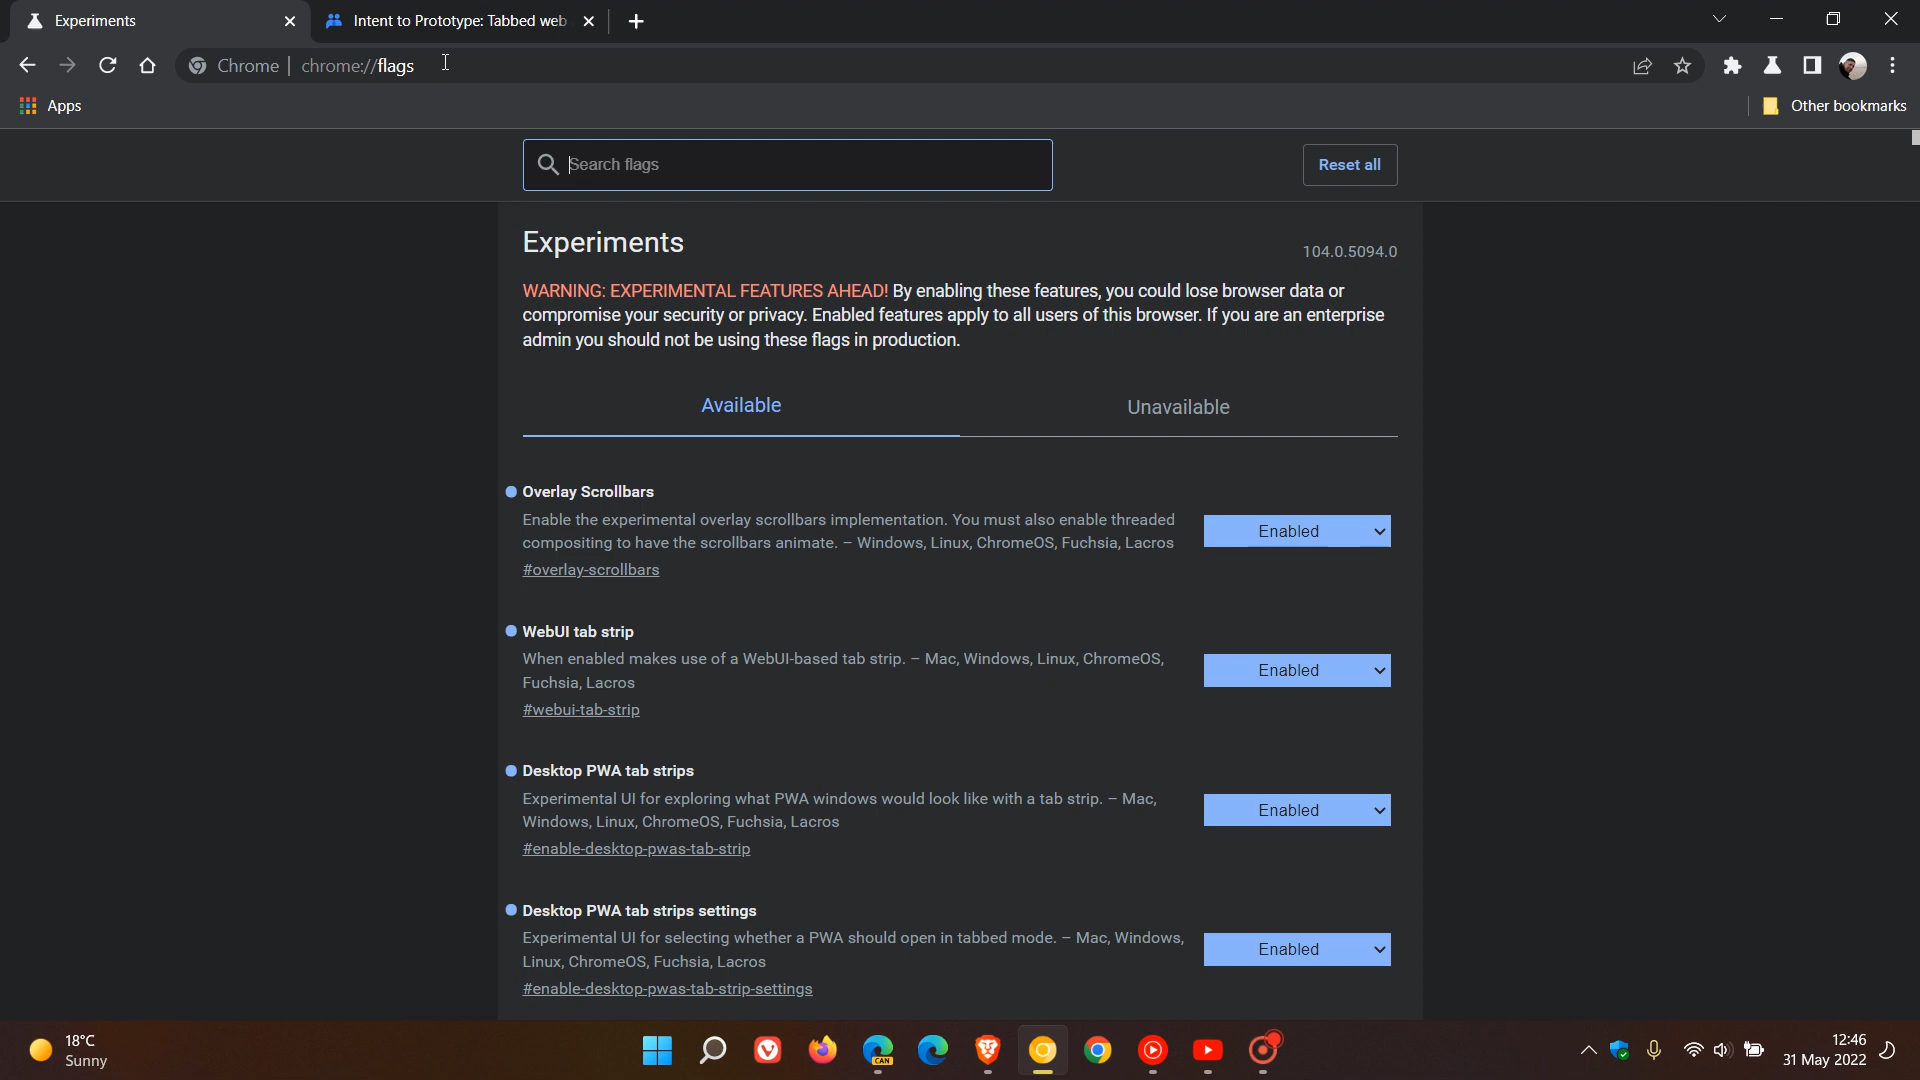 Experiments
Intent to Prototype: Tabbed web
Chrome
chrome://flags
Apps
Other bookmarks
Search flags
Reset all
Experiments
104.0.5094.0
WARNING: EXPERIMENTAL FEATURES AHEAD! By enabling these features, you could lose browser data or
compromise your security or privacy. Enabled features apply to all users of this browser. If you are an enterprise
admin you should not be using these flags in production.
Available
Unavailable
Overlay Scrollbars
Enable the experimental overlay scrollbars implementation. You must also enable threaded
compositing to have the scrollbars animate. – Windows, Linux, ChromeOS, Fuchsia, Lacros
#overlay-scrollbars
Enabled
WebUI tab strip
When enabled makes use of a WebUI-based tab strip. – Mac, Windows, Linux, ChromeOS,
Fuchsia, Lacros
#webui-tab-strip
Enabled
Desktop PWA tab strips
Experimental UI for exploring what PWA windows would look like with a tab strip. – Mac,
Windows, Linux, ChromeOS, Fuchsia, Lacros
#enable-desktop-pwas-tab-strip
Enabled
Desktop PWA tab strips settings
Experimental UI for selecting whether a PWA should open in tabbed mode. – Mac, Windows,
Linux, ChromeOS, Fuchsia, Lacros
#enable-desktop-pwas-tab-strip-settings
Enabled
18°C
Sunny
CAN
12:46
31 May 2022